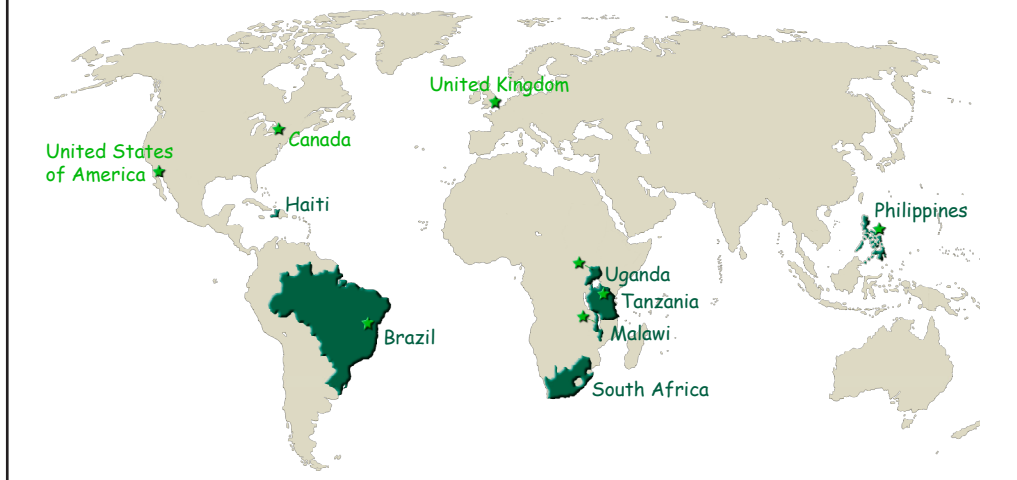 United Kingdom
Canada
United States
of America
Haiti
Philippines
Uganda
Tanzania
Brazil
Malawi
South Africa